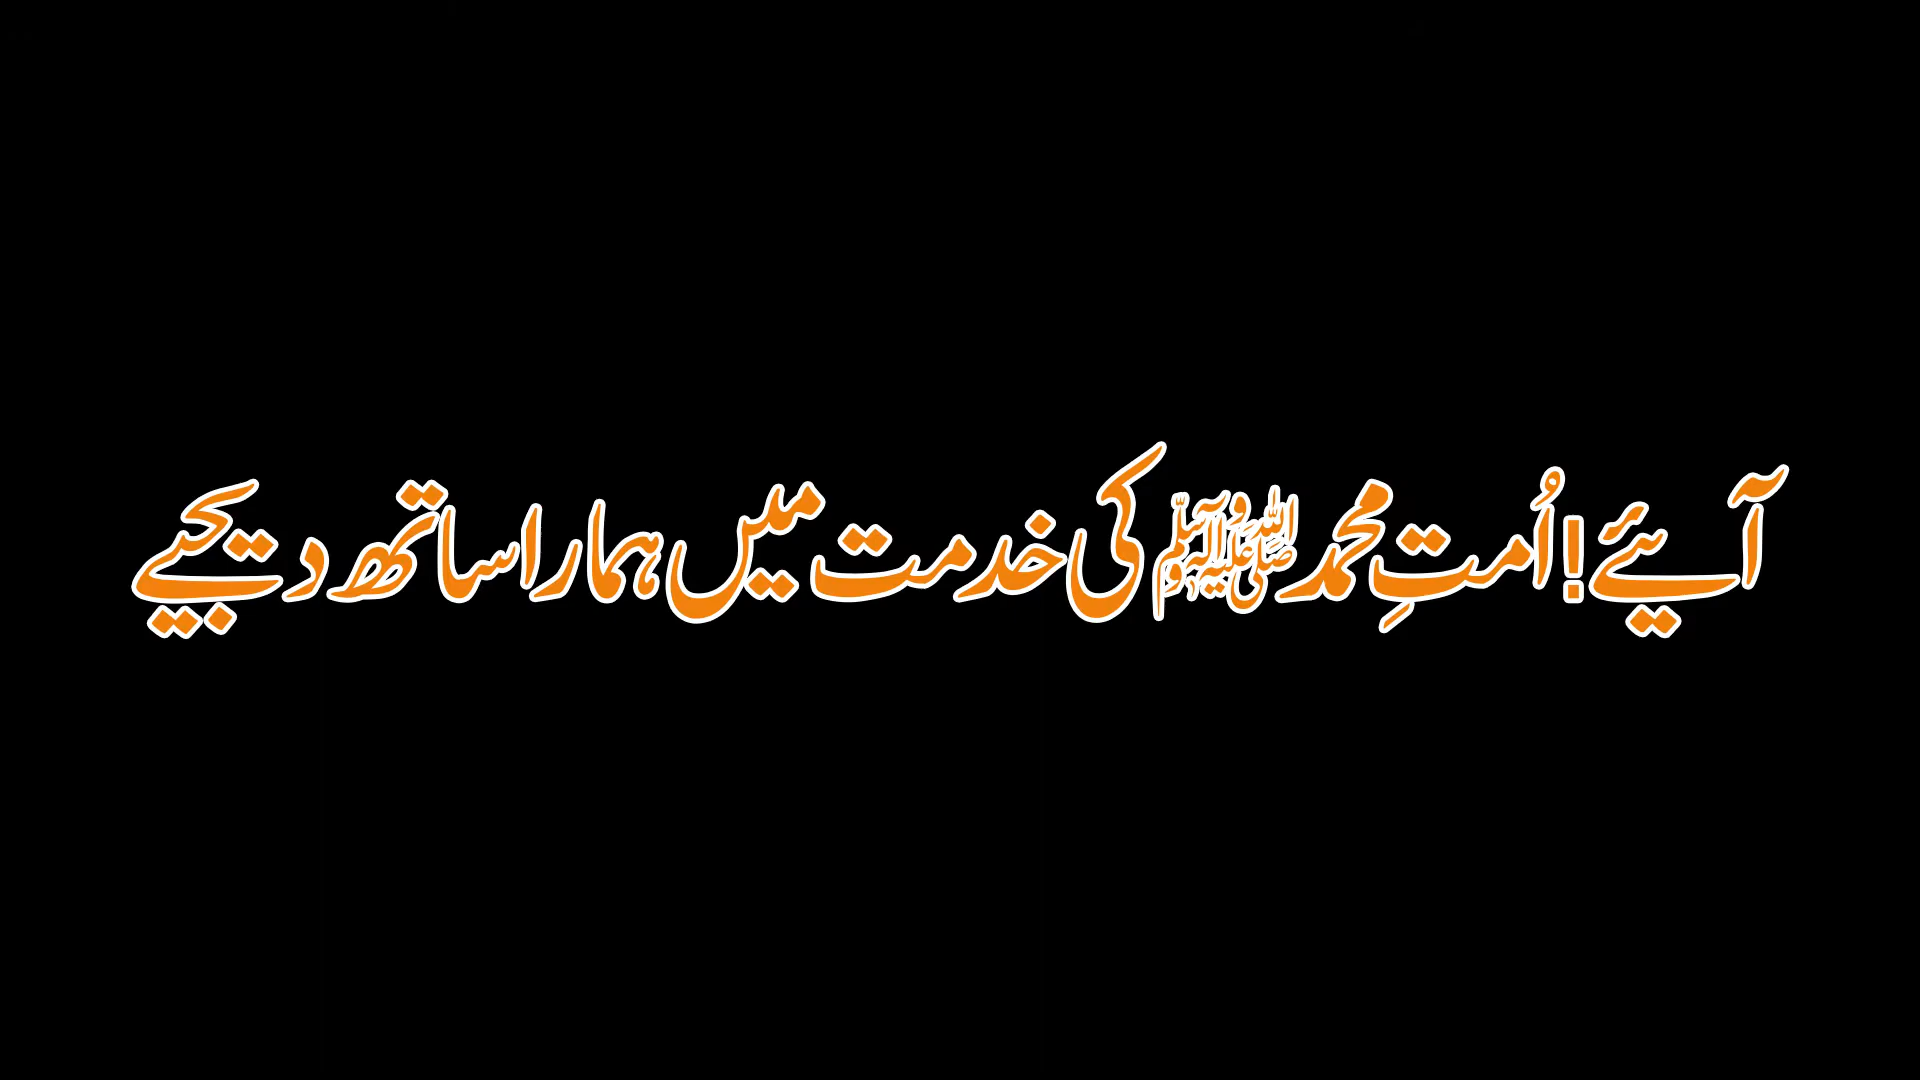 آیئے! اُمتِ محمد ﷺ کی خدمت میں ہمارا ساتھ دیجیے